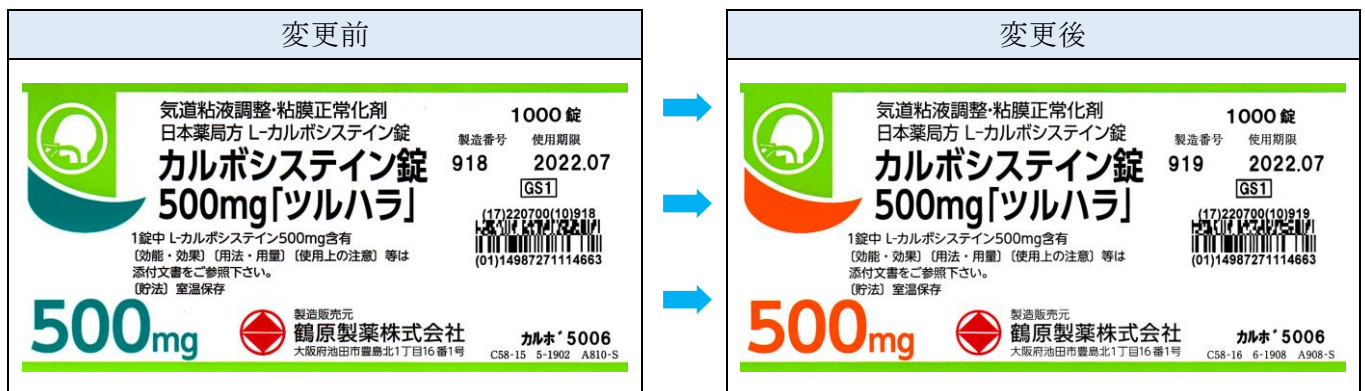 変更前
気道粘液調整・粘膜正常化剤
日本薬局方 L-カルボシステイン錠
カルボシステイン錠
500mg「ツルハラ」
1錠中 L-カルボシステイン500mg含有
〔効能・効果〕〔用法・用量〕〔使用上の注意〕等は
添付文書をご参照下さい。
〔貯法〕室温保存
1000錠
製造番号 使用期限
918 2022.07
GS1
(17)220700(10)918
(01)14987271114663
500mg
製造販売元
鶴原製薬株式会社
大阪府池田市豊島北1丁目16番1号
カルボ5006
C58-15 5-1902 A810-S
変更後
気道粘液調整・粘膜正常化剤
日本薬局方 L-カルボシステイン錠
カルボシステイン錠
500mg「ツルハラ」
1錠中 L-カルボシステイン500mg含有
〔効能・効果〕〔用法・用量〕〔使用上の注意〕等は
添付文書をご参照下さい。
〔貯法〕室温保存
1000錠
製造番号 使用期限
919 2022.07
GS1
(17)220700(10)919
(01)14987271114663
500mg
製造販売元
鶴原製薬株式会社
大阪府池田市豊島北1丁目16番1号
カルボ5006
C58-16 6-1908 A908-S